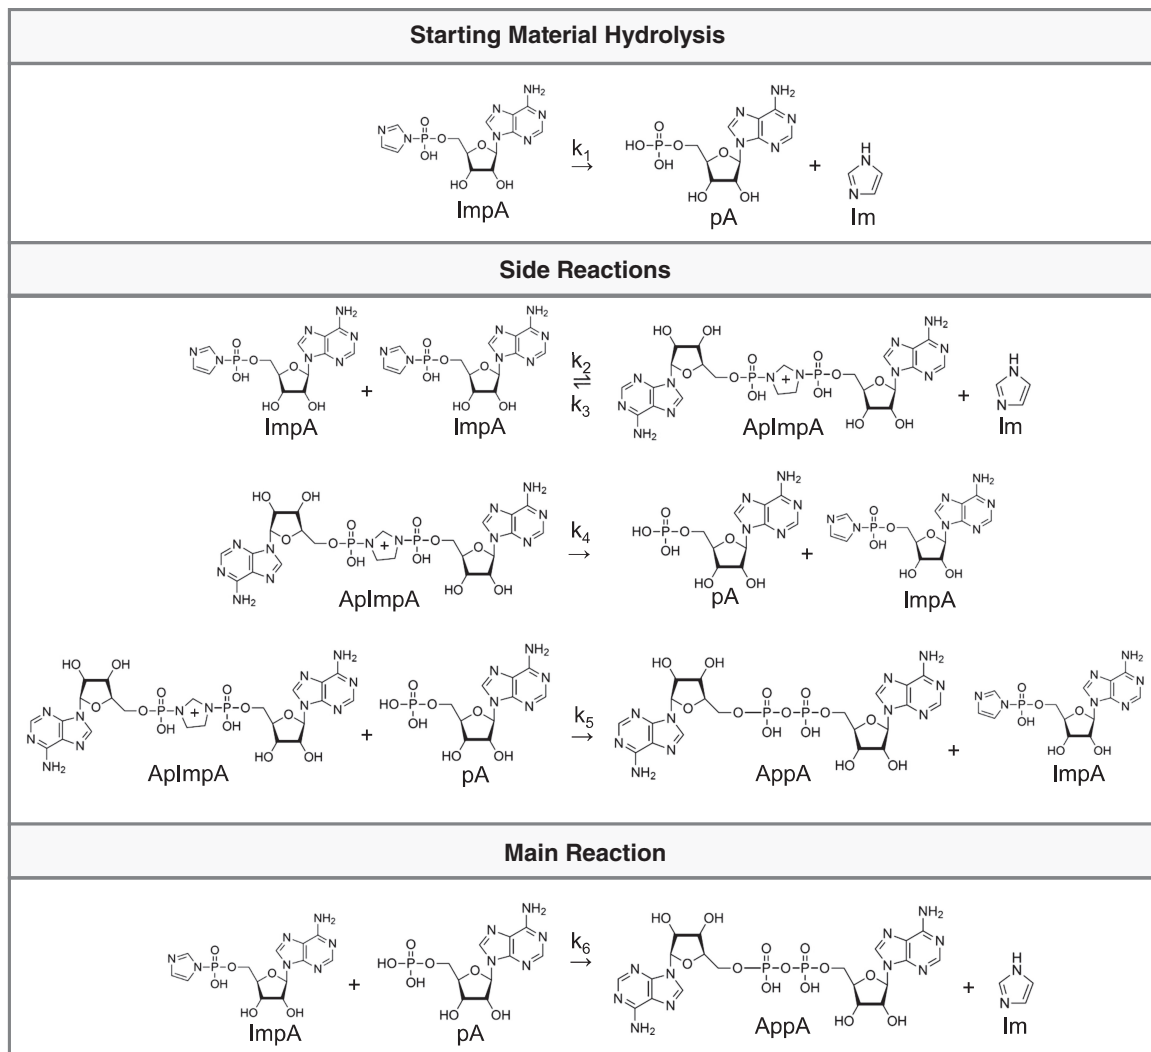 Starting Material Hydrolysis
ImpA
k1
→
pA
+
Im
Side Reactions
ImpA
+
ImpA
k2
⇌
k3
ApImpA
+
Im
ApImpA
k4
→
pA
+
ImpA
ApImpA
+
pA
k5
→
AppA
+
ImpA
Main Reaction
ImpA
+
pA
k6
→
AppA
+
Im